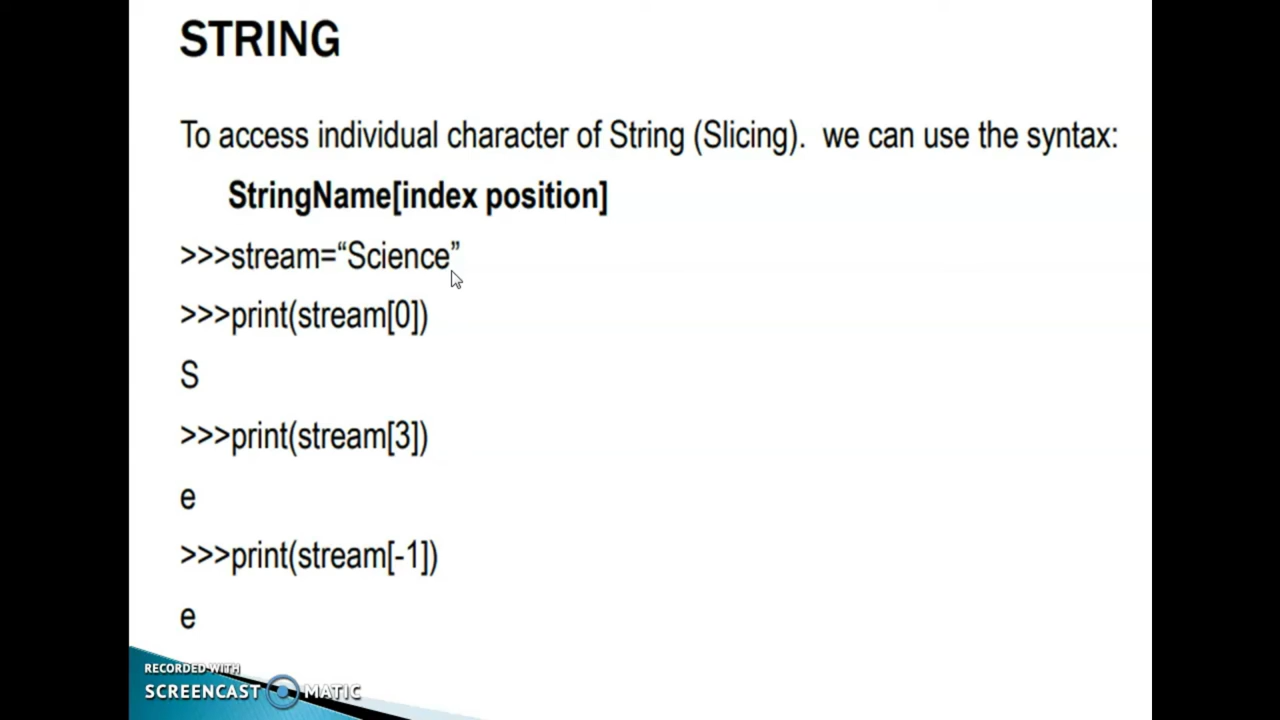 STRING
To access individual character of String (Slicing).  we can use the syntax:
StringName[index position]
>>>stream=“Science”
>>>print(stream[0])
S
>>>print(stream[3])
e
>>>print(stream[-1])
e
RECORDED WITH
SCREENCAST MATIC